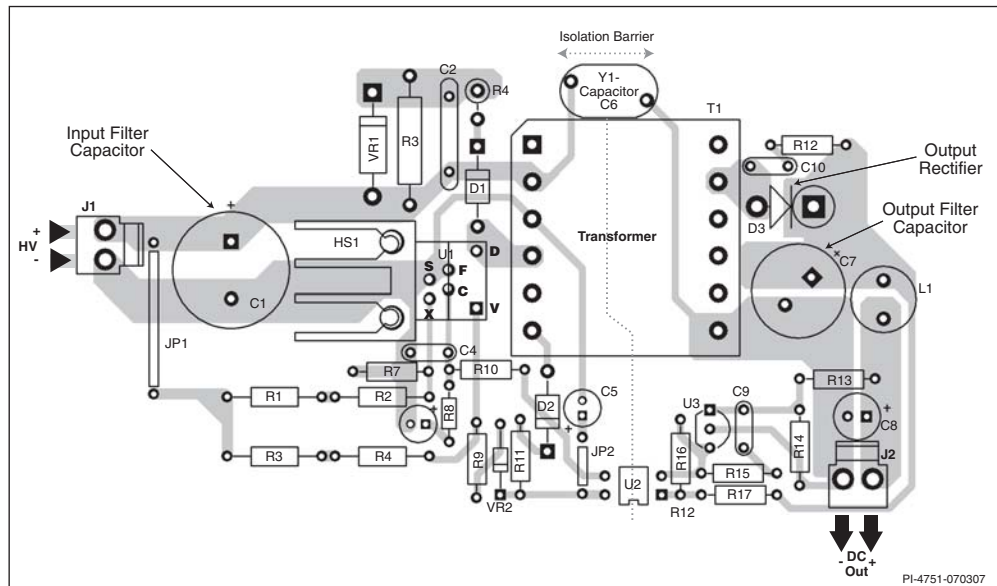 Isolation Barrier
Y1-
Capacitor
C6
T1
C2
R4
VR1
R3
D1
Input Filter
Capacitor
J1
+
HV
-
+
C1
HS1
U1
S
F
C
X
D
V
Transformer
R12
C10
Output
Rectifier
D3
Output Filter
Capacitor
+
C7
L1
JP1
C4
R7
R10
R1
R2
+
R8
D2
C5
+
R3
R4
R9
R11
VR2
JP2
U2
U3
C9
R16
R15
R17
R12
R14
R13
+
C8
J2
- DC +
Out
PI-4751-070307